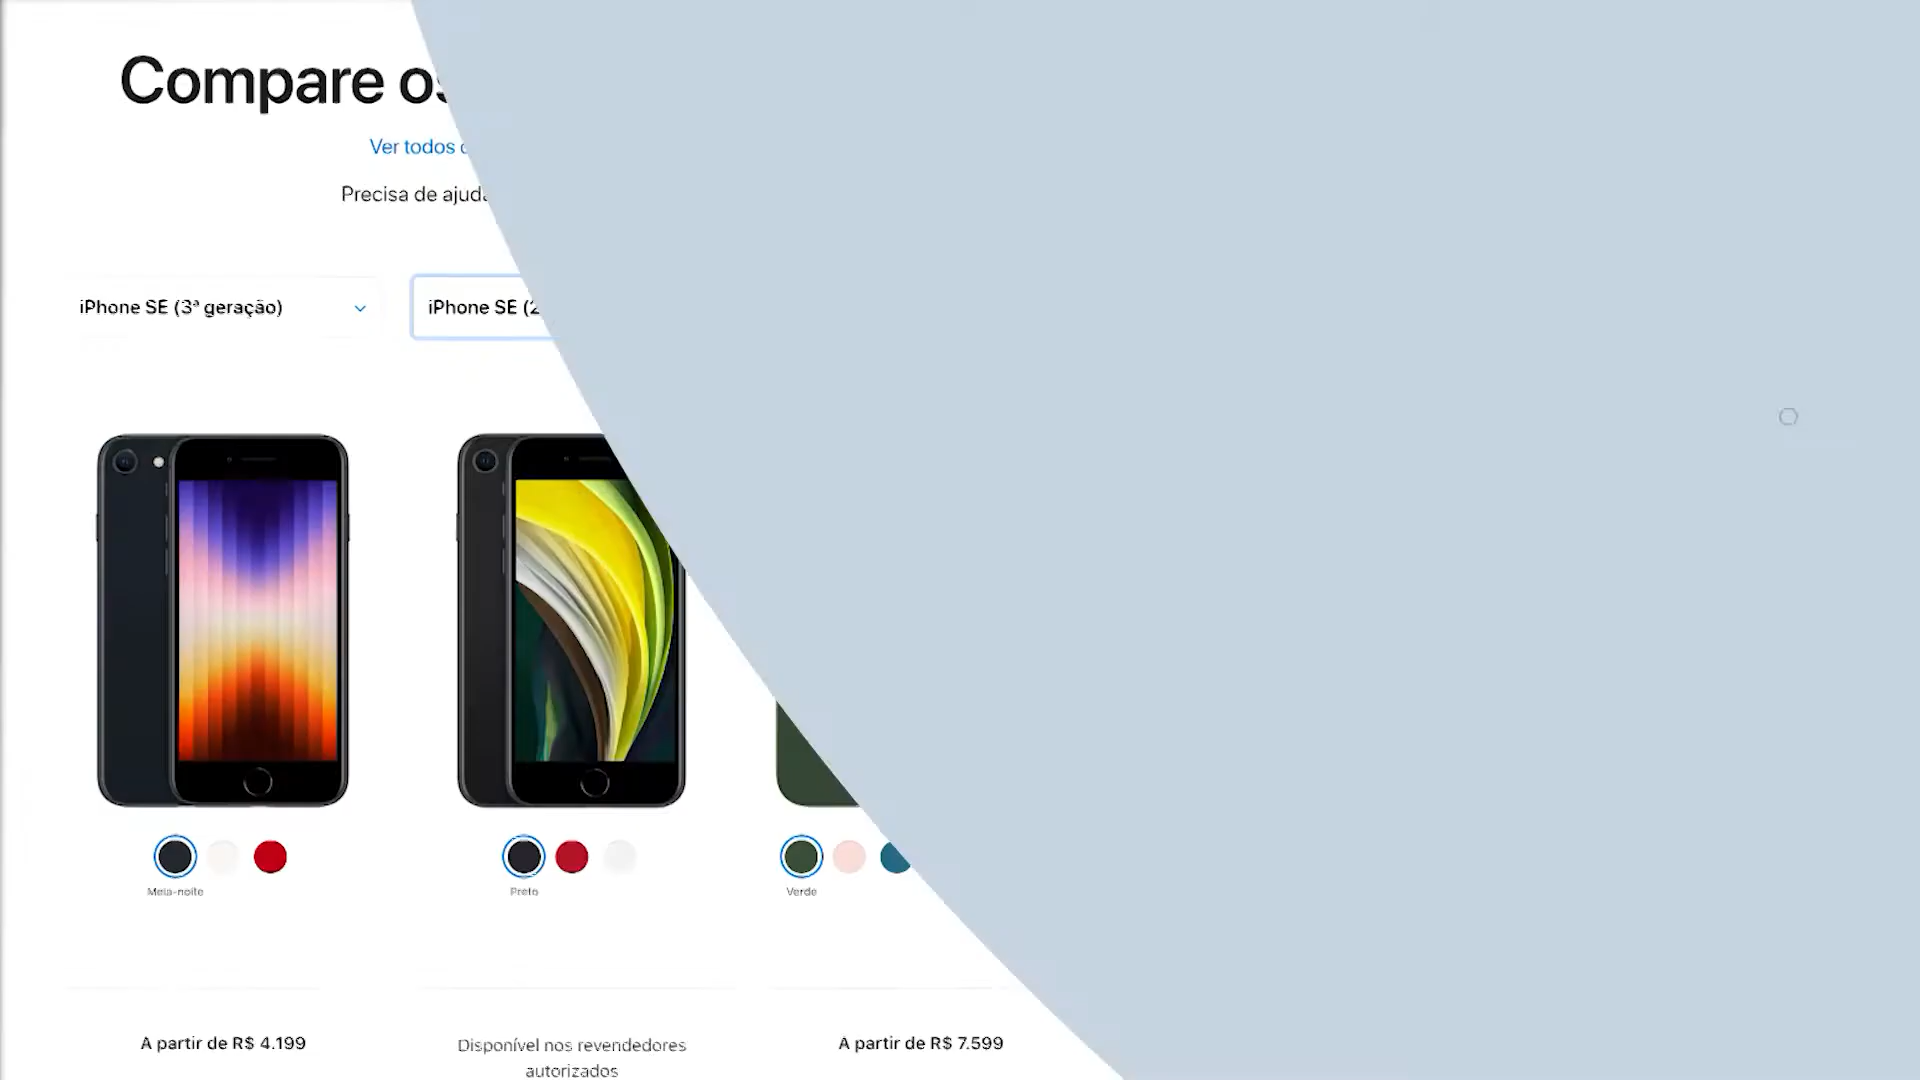 Compare os
Ver todos
Precisa de ajuda
iPhone SE (3ª geração)
iPhone SE (2
Meia-noite
Preto
Verde
A partir de R$ 4.199
Disponível nos revendedores
autorizados
A partir de R$ 7.599